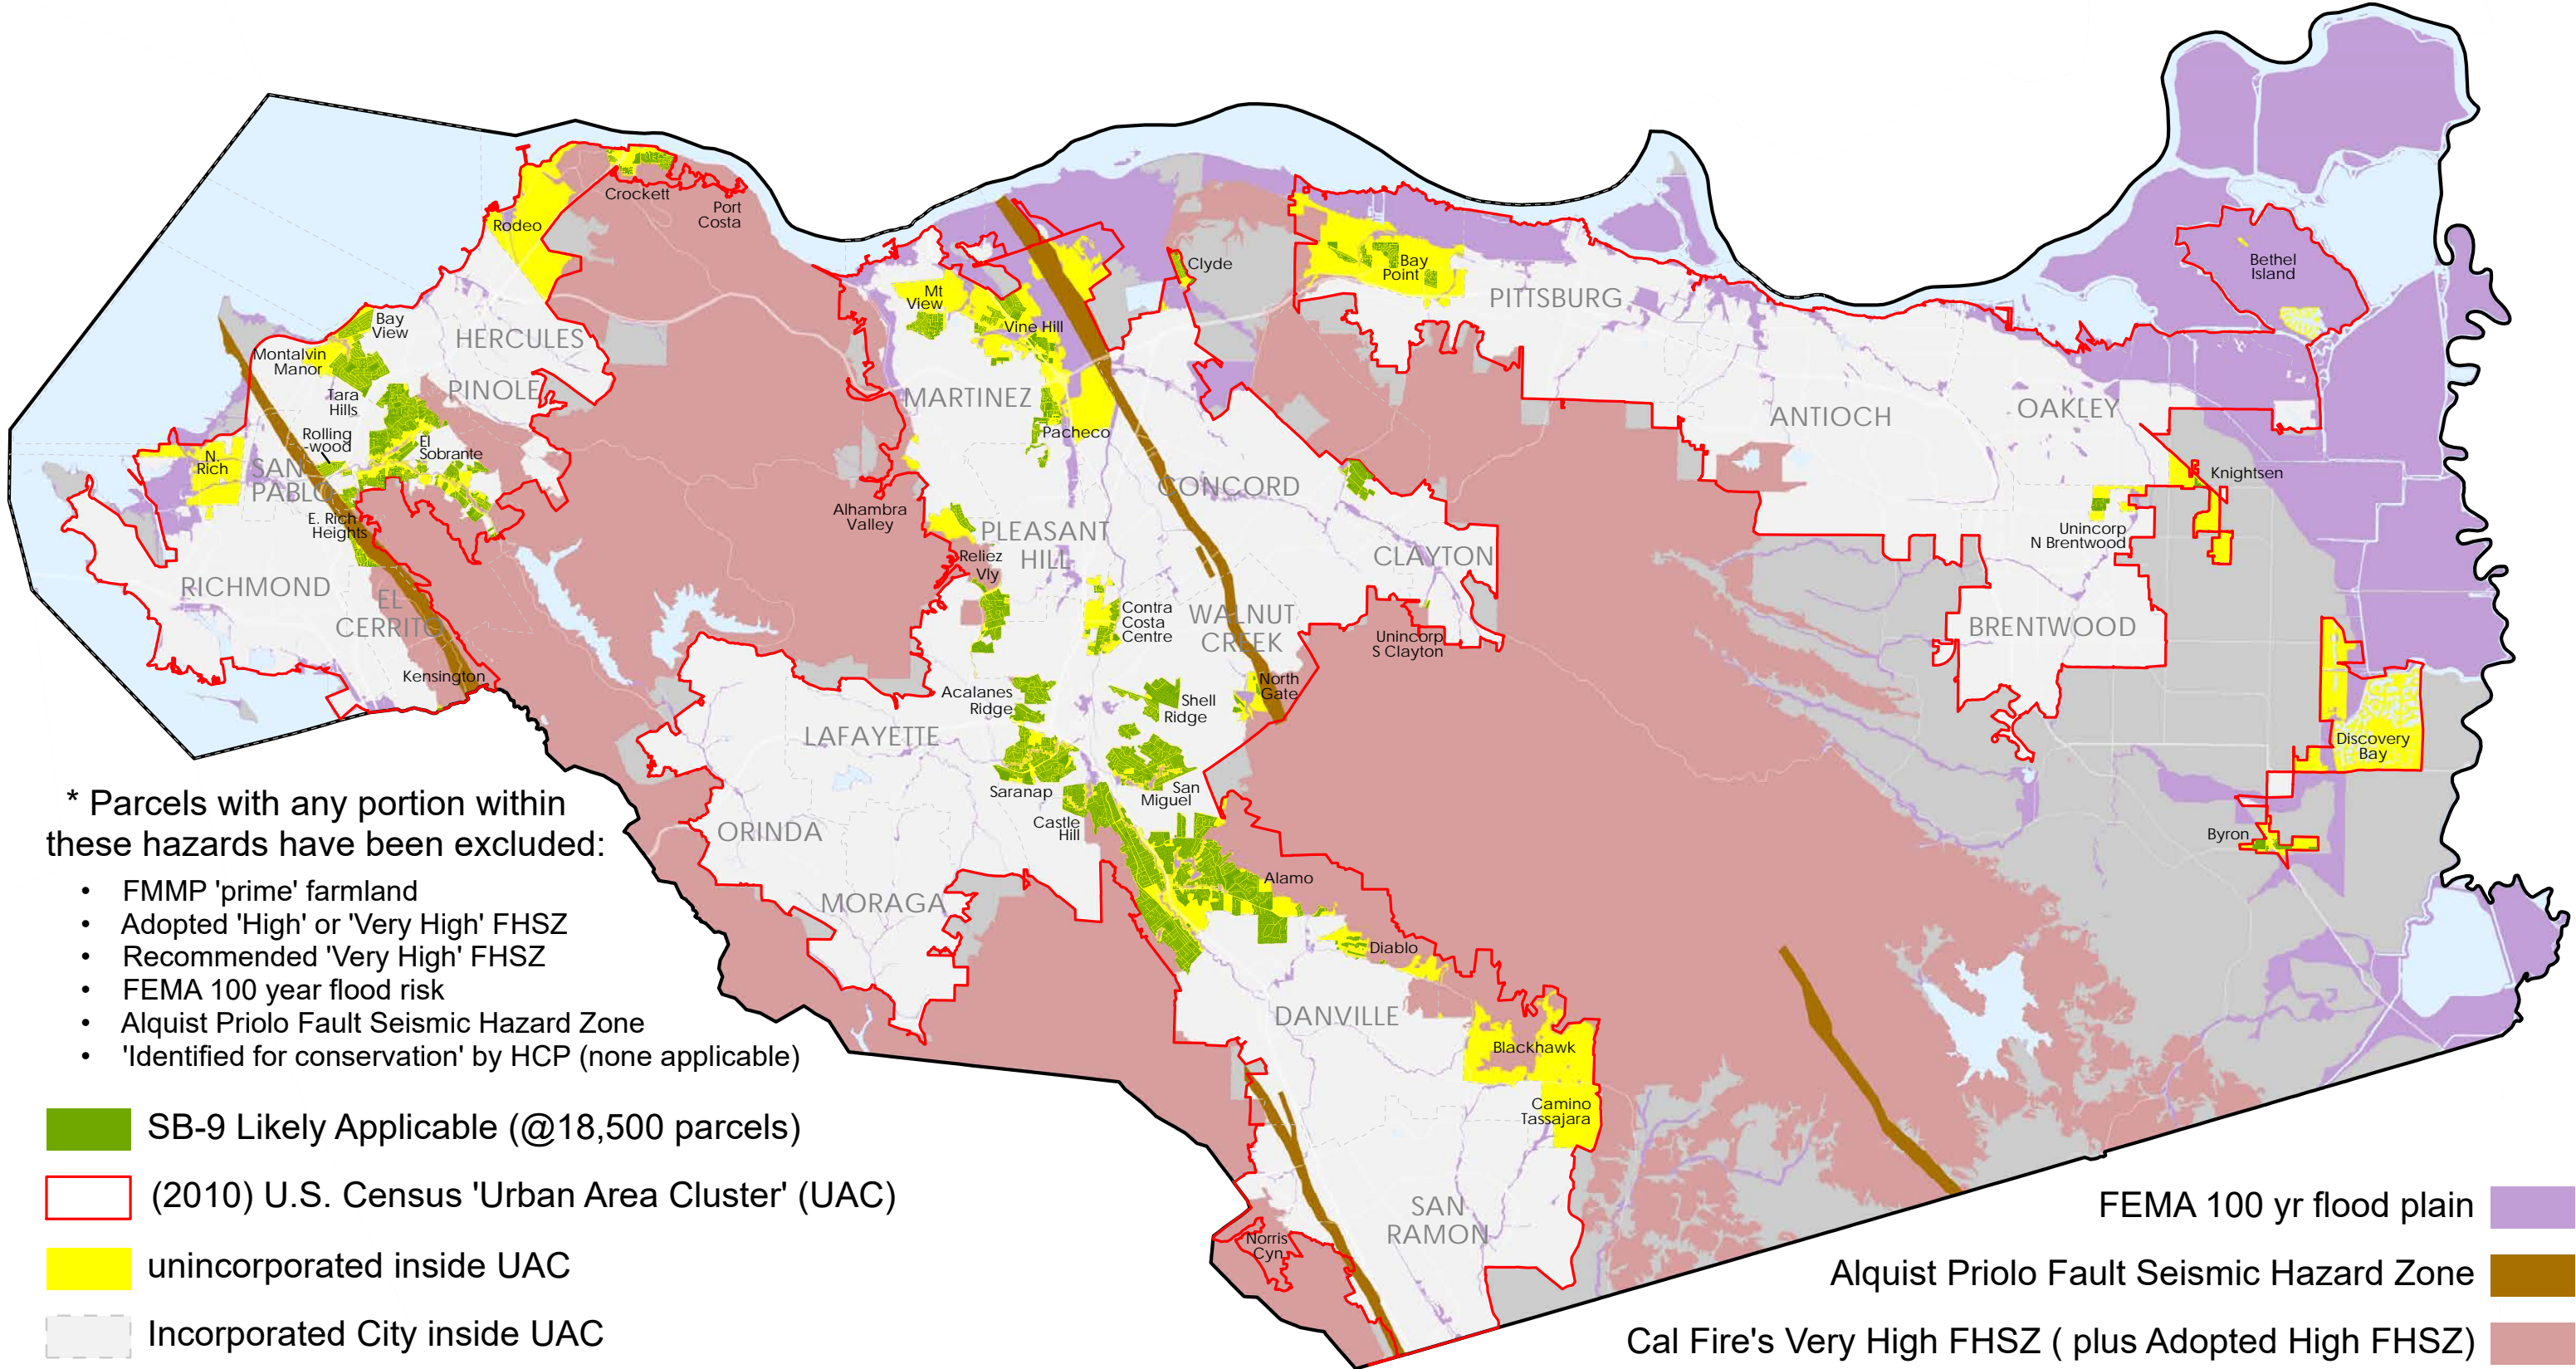 Crockett
Port
Costa
Rodeo
Bay
View
HERCULES
Montalvin
Manor
PINOLE
Tara
Hills
Rolling
-wood
El
Sobrante
N.
Rich
SAN
PABLO
E. Rich
Heights
RICHMOND
EL
CERRITO
Kensington
Mt
View
Vine Hill
Clyde
MARTINEZ
Pacheco
Alhambra
Valley
CONCORD
PLEASANT
HILL
Reliez
Vly
CLAYTON
Contra
Costa
Centre
WALNUT
CREEK
Unincorp
S Clayton
North
Gate
Acalanes
Ridge
Shell
Ridge
LAFAYETTE
Saranap
San
Miguel
Castle
Hill
ORINDA
MORAGA
Alamo
Diablo
DANVILLE
Blackhawk
Camino
Tassajara
SAN
RAMON
Norris
Cyn
Bay
Point
PITTSBURG
ANTIOCH
OAKLEY
Bethel
Island
Knightsen
Unincorp
N Brentwood
BRENTWOOD
Discovery
Bay
Byron
* Parcels with any portion within
these hazards have been excluded:
• FMMP 'prime' farmland
• Adopted 'High' or 'Very High' FHSZ
• Recommended 'Very High' FHSZ
• FEMA 100 year flood risk
• Alquist Priolo Fault Seismic Hazard Zone
• 'Identified for conservation' by HCP (none applicable)
SB-9 Likely Applicable (@18,500 parcels)
(2010) U.S. Census 'Urban Area Cluster' (UAC)
unincorporated inside UAC
Incorporated City inside UAC
FEMA 100 yr flood plain
Alquist Priolo Fault Seismic Hazard Zone
Cal Fire's Very High FHSZ ( plus Adopted High FHSZ)